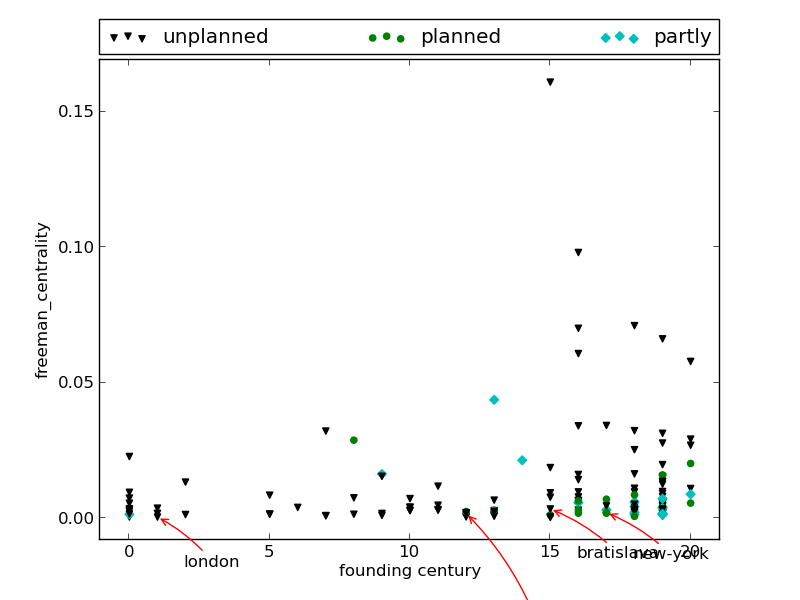 unplanned planned partly
0.15
0.10
0.05
0.00
freeman_centrality
0 5 10 15 20
london bratislava new-york
founding century